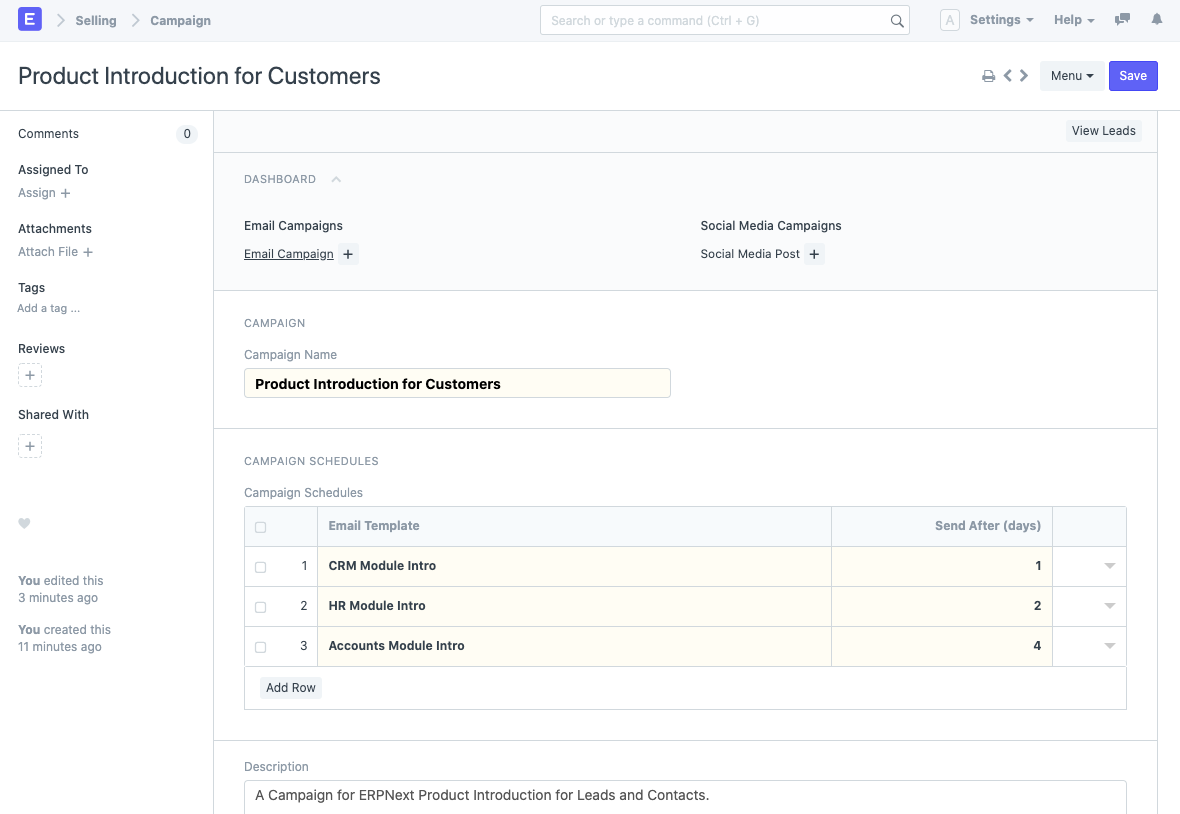 E Selling Campaign Search or type a command (Ctrl + G) A Settings Help
Product Introduction for Customers Menu Save
Comments 0
Assigned To
Assign +
Attachments
Attach File +
Tags
Add a tag ...
Reviews
+
Shared With
+
You edited this
3 minutes ago
You created this
11 minutes ago
View Leads
DASHBOARD
Email Campaigns Social Media Campaigns
Email Campaign + Social Media Post +
CAMPAIGN
Campaign Name
Product Introduction for Customers
CAMPAIGN SCHEDULES
Campaign Schedules
Email Template Send After (days)
1 CRM Module Intro 1
2 HR Module Intro 2
3 Accounts Module Intro 4
Add Row
Description
A Campaign for ERPNext Product Introduction for Leads and Contacts.